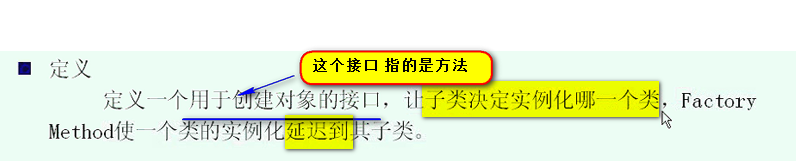 这个接口 指的是方法
定义
定义一个用于创建对象的接口，让子类决定实例化哪一个类，Factory
Method使一个类的实例化延迟到其子类。